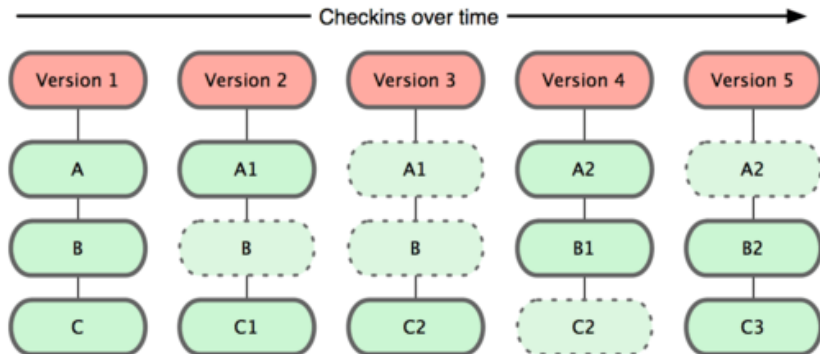 Checkins over time
Version 1 Version 2 Version 3 Version 4 Version 5
A A1 A1 A2 A2
B B B B1 B2
C C1 C2 C2 C3